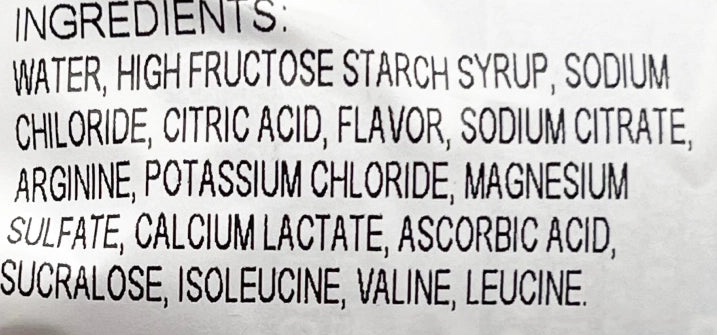 INGREDIENTS:
WATER, HIGH FRUCTOSE STARCH SYRUP, SODIUM
CHILORIDE, CITRIC ACID, FLAVOR, SODIUM CITRATE,
ARGININE, POTASSIUM CHLORIDE, MAGNESIUM
SULFATE, CALCIUM LACTATE, ASCORBIC ACID,
SUCRALOSE, ISOLEUCINE, VALINE, LEUCINE.